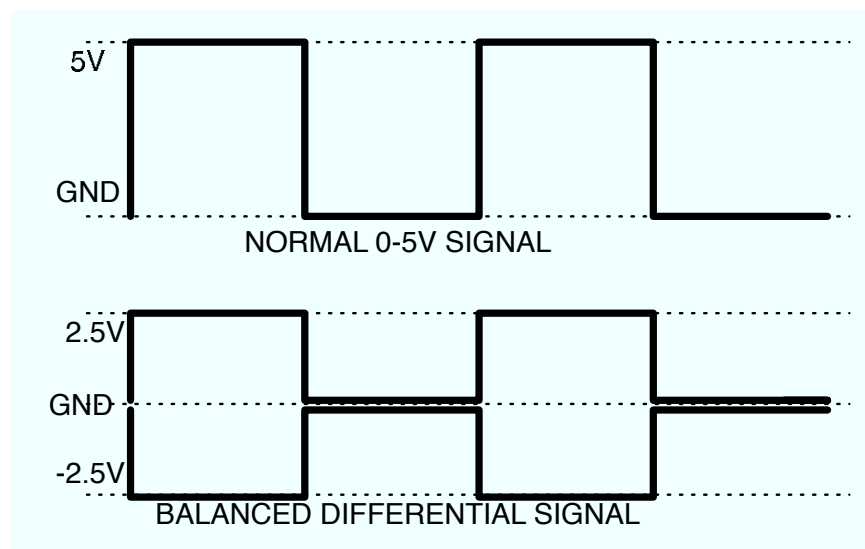 5V
GND
NORMAL 0-5V SIGNAL
2.5V
GND
-2.5V
BALANCED DIFFERENTIAL SIGNAL